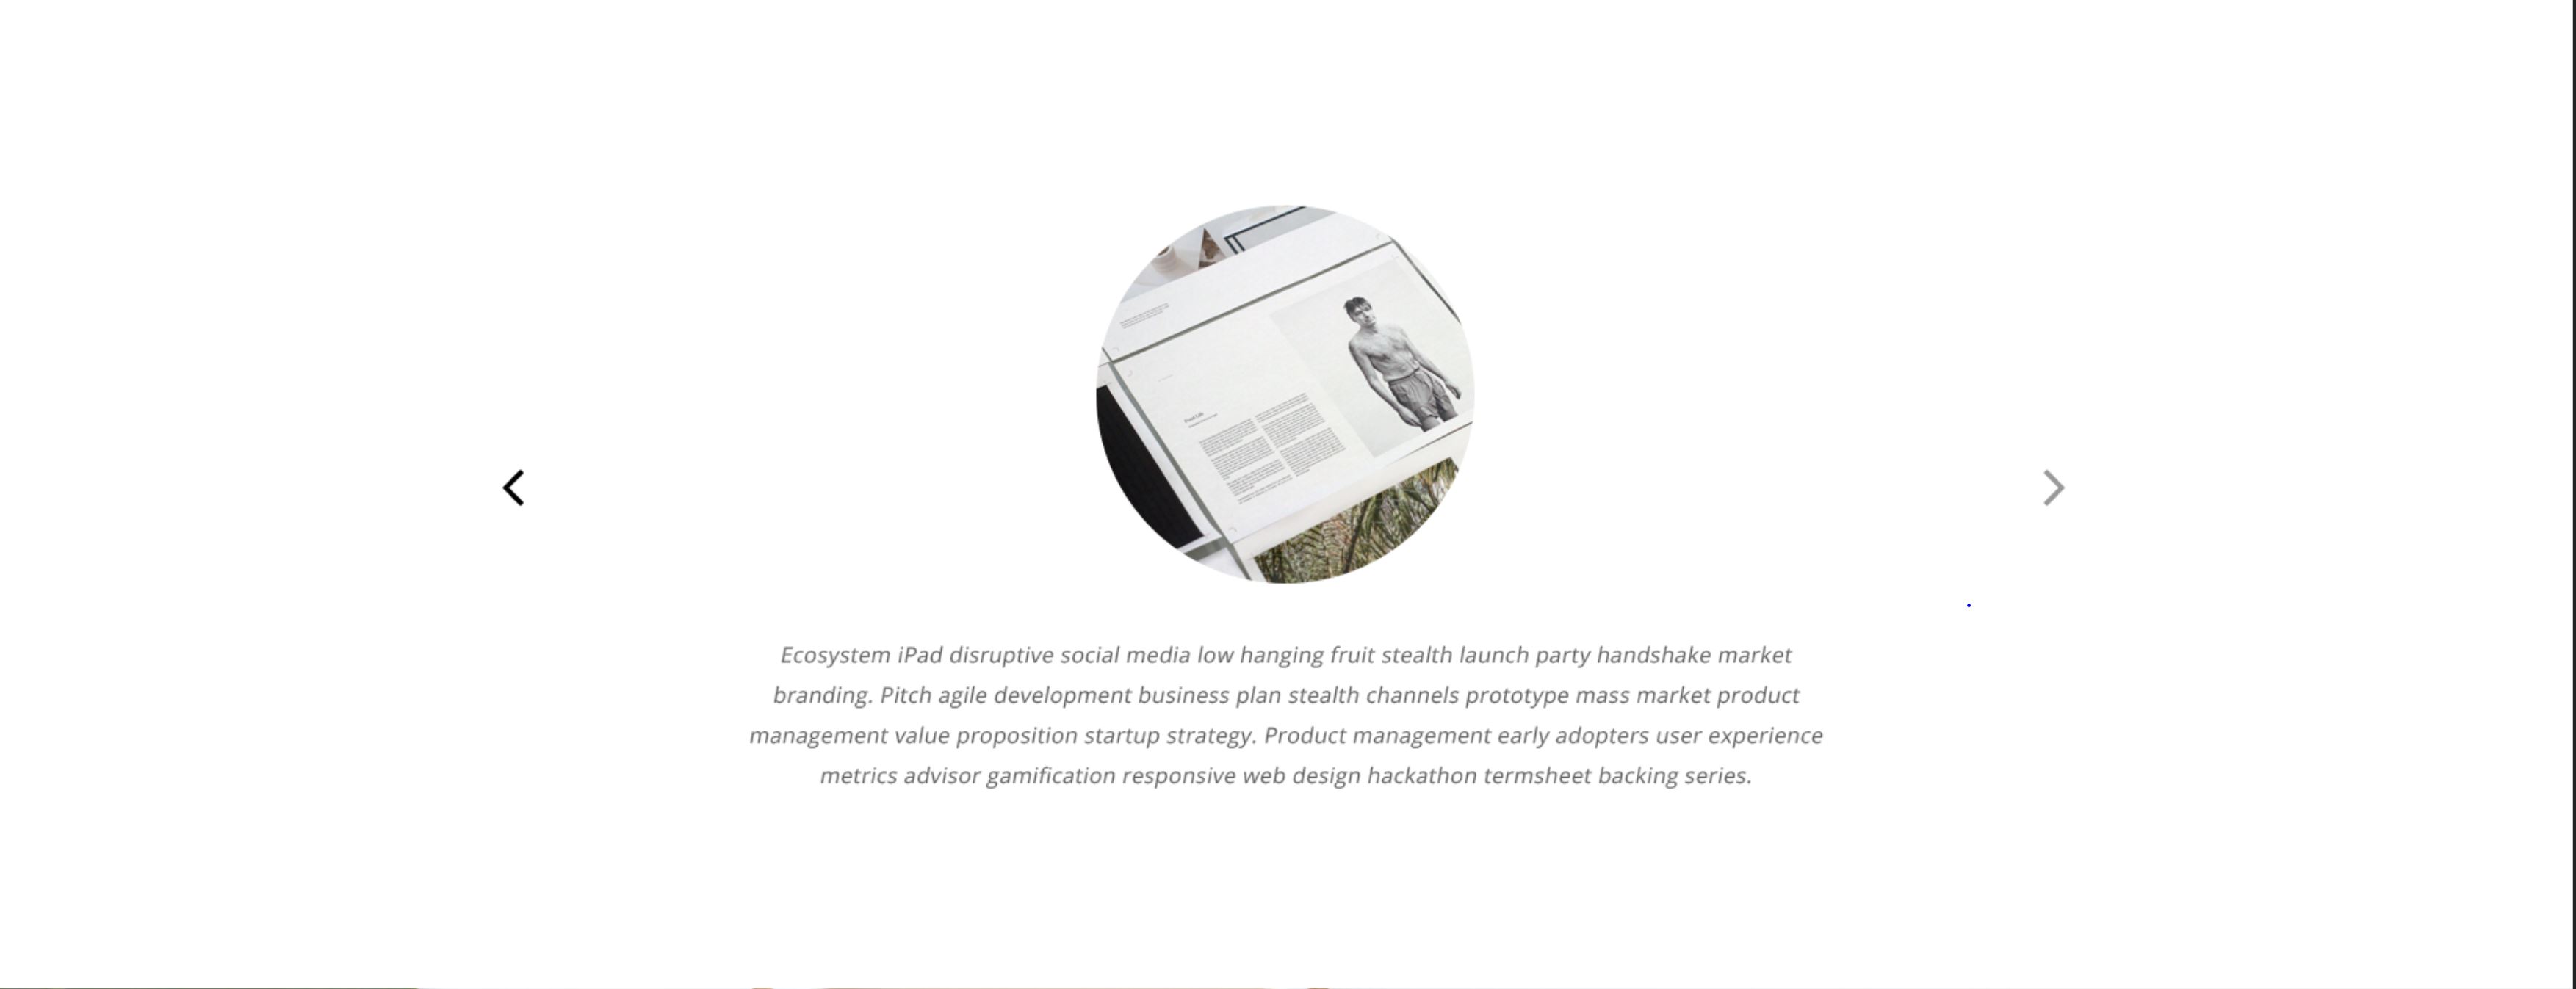 Ecosystem iPad disruptive social media low hanging fruit stealth launch party handshake market
branding. Pitch agile development business plan stealth channels prototype mass market product
management value proposition startup strategy. Product management early adopters user experience
metrics advisor gamification responsive web design hackathon termsheet backing series.